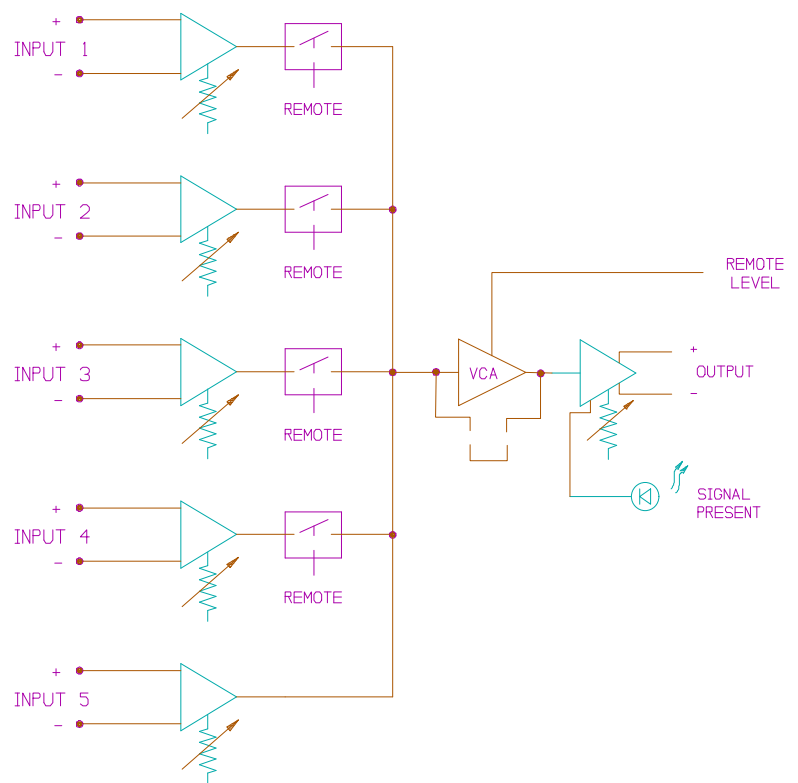 +
INPUT 1
−
REMOTE
+
INPUT 2
−
REMOTE
REMOTE
LEVEL
+
INPUT 3
−
REMOTE
VCA
+
OUTPUT
−
SIGNAL
PRESENT
+
INPUT 4
−
REMOTE
+
INPUT 5
−